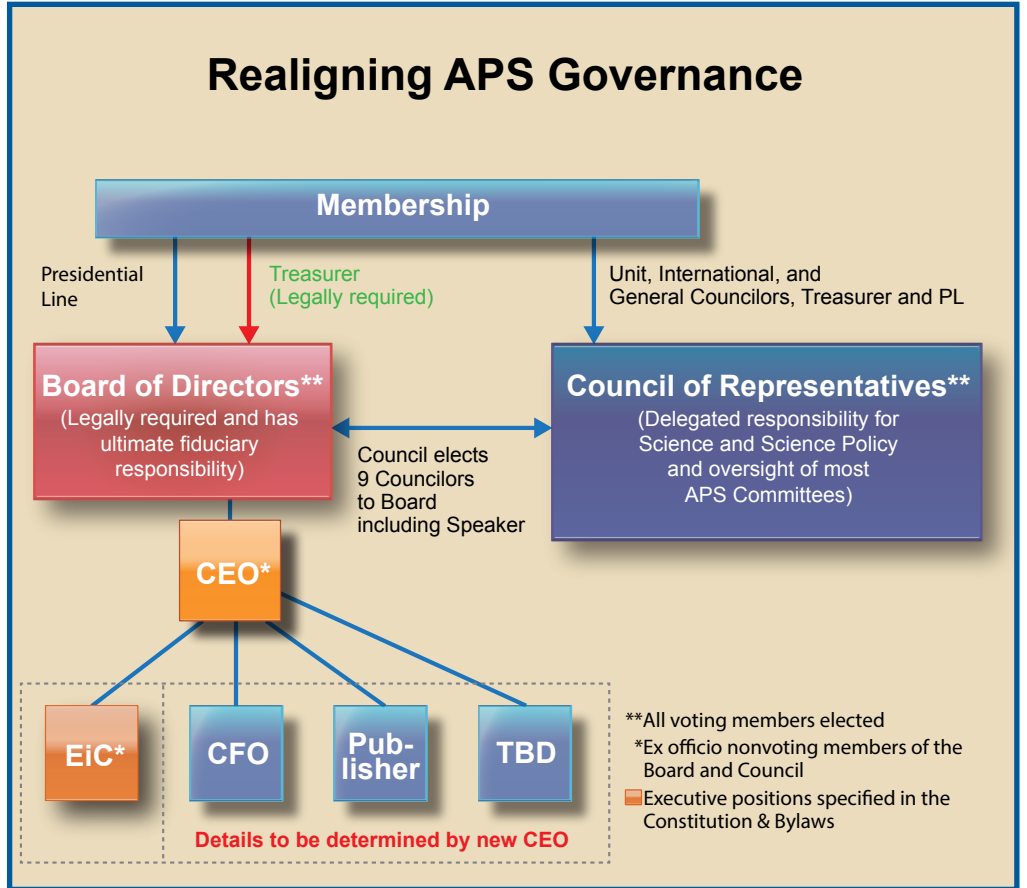 Realigning APS Governance
Membership
Presidential
Line
Treasurer
(Legally required)
Unit, International, and
General Councilors, Treasurer and PL
Board of Directors**
(Legally required and has
ultimate fiduciary
responsibility)
Council elects
9 Councilors
to Board
including Speaker
Council of Representatives**
(Delegated responsibility for
Science and Science Policy
and oversight of most
APS Committees)
CEO*
EiC*
CFO
Pub-
lisher
TBD
Details to be determined by new CEO
**All voting members elected
*Ex officio nonvoting members of the
Board and Council
Executive positions specified in the
Constitution & Bylaws